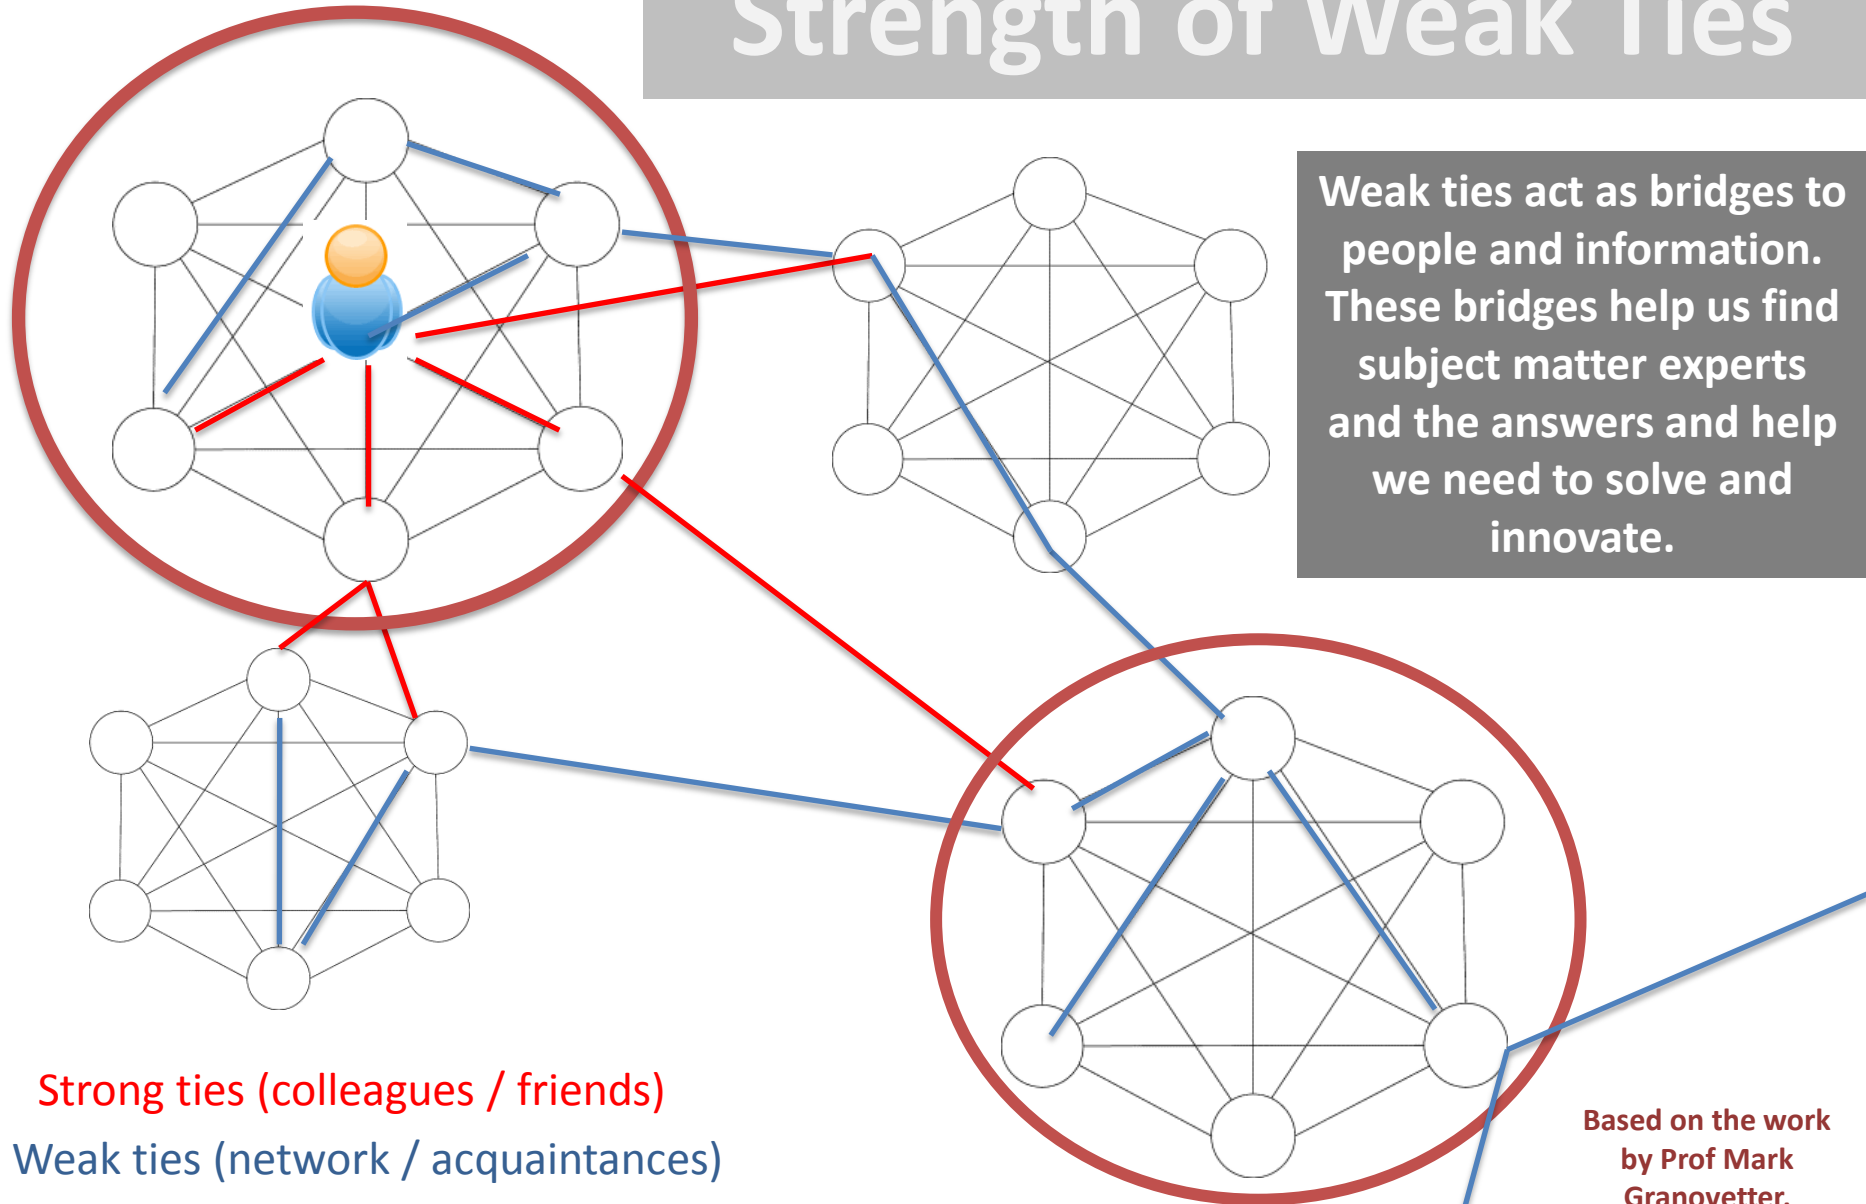 Strength of Weak Ties
Weak ties act as bridges to
people and information.
These bridges help us find
subject matter experts
and the answers and help
we need to solve and
innovate.
Strong ties (colleagues / friends)
Weak ties (network / acquaintances)
Based on the work
by Prof Mark
Granovetter.